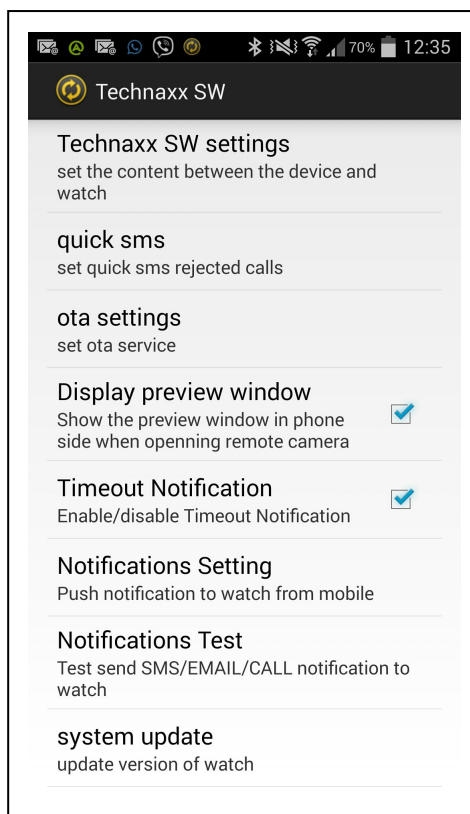 70% 12:35
Technaxx SW
Technaxx SW settings
set the content between the device and
watch
quick sms
set quick sms rejected calls
ota settings
set ota service
Display preview window
Show the preview window in phone
side when openning remote camera
Timeout Notification
Enable/disable Timeout Notification
Notifications Setting
Push notification to watch from mobile
Notifications Test
Test send SMS/EMAIL/CALL notification to
watch
system update
update version of watch